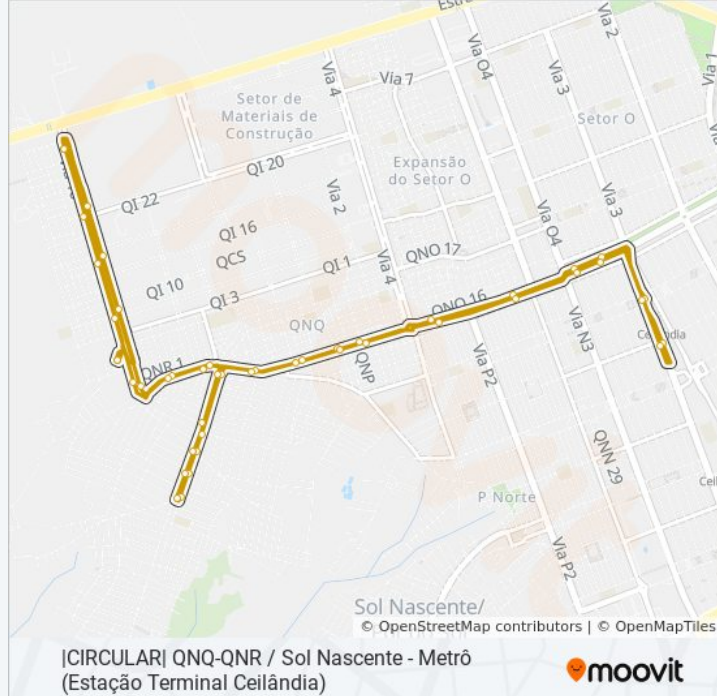 Via 2
Via O4
Via 4
Via 3
Via 7
Setor de
Materiais de
Construção
Setor O
Expansão
do Setor O
QI 20
QI 22
Via 2
Via O4
Via 3
QI 16
QCS
QNO 17
QI 1
Via 4
QI 10
QI 3
QNO 16
QNQ
Ceilândia
Via N3
QNR 1
QNP
Via P2
QNN 29
P Norte
Via P2
Sol Nascente/
© OpenStreetMap contributors | © OpenMapTiles
|CIRCULAR| QNQ-QNR / Sol Nascente - Metrô
(Estação Terminal Ceilândia)
moovit